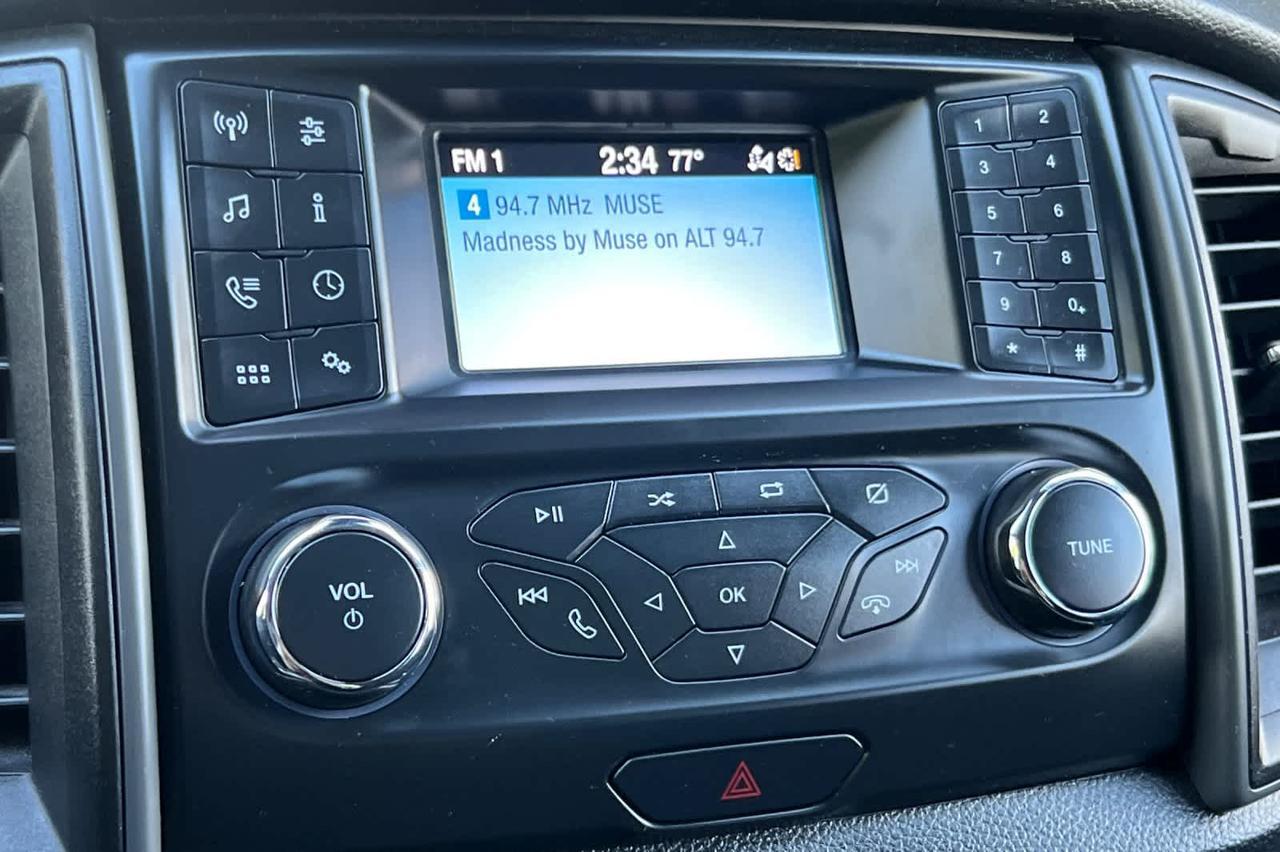 FM 1 2:34 77°
4 94.7 MHz MUSE
Madness by Muse on ALT 94.7
1 2
3 4
5 6
7 8
9 0+
* #
VOL
OK
TUNE